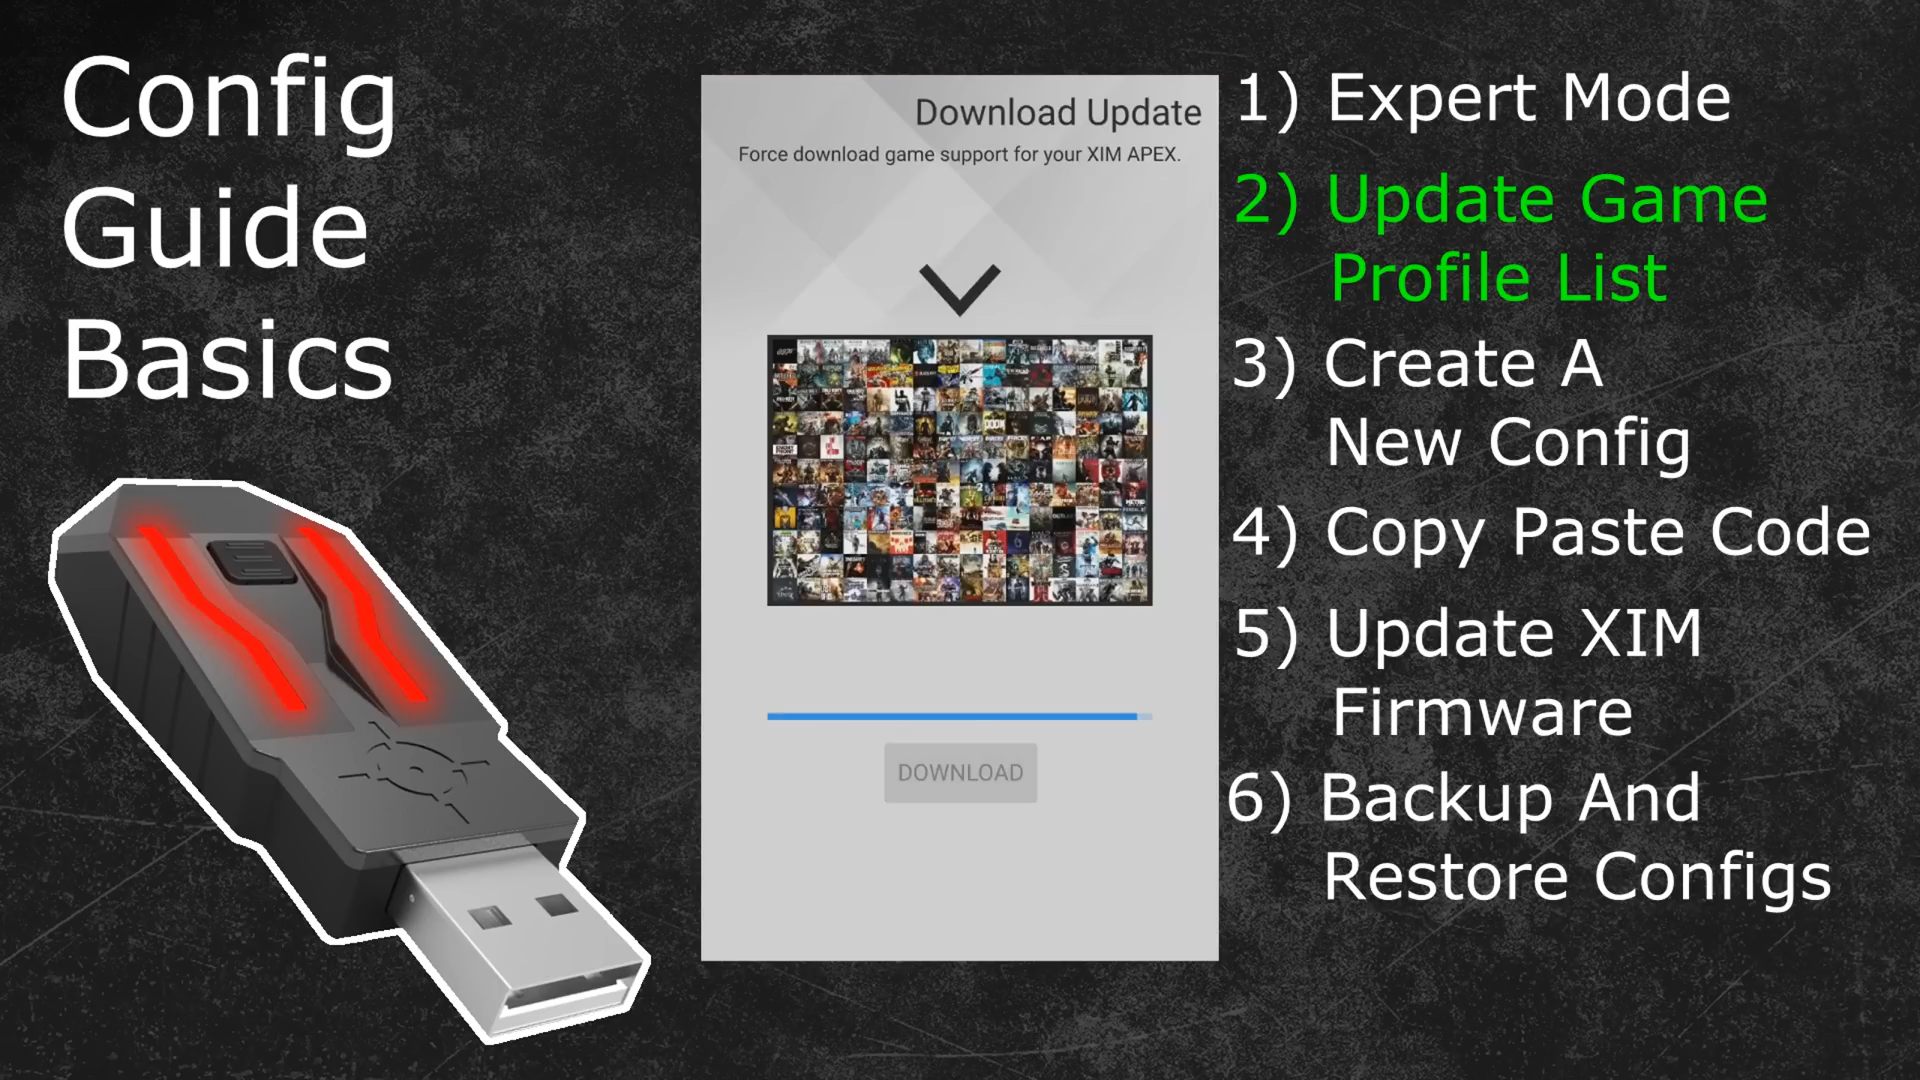 Config
Guide
Basics
Download Update
Force download game support for your XIM APEX.
DOWNLOAD
1) Expert Mode
2) Update Game
Profile List
3) Create A
New Config
4) Copy Paste Code
5) Update XIM
Firmware
6) Backup And
Restore Configs